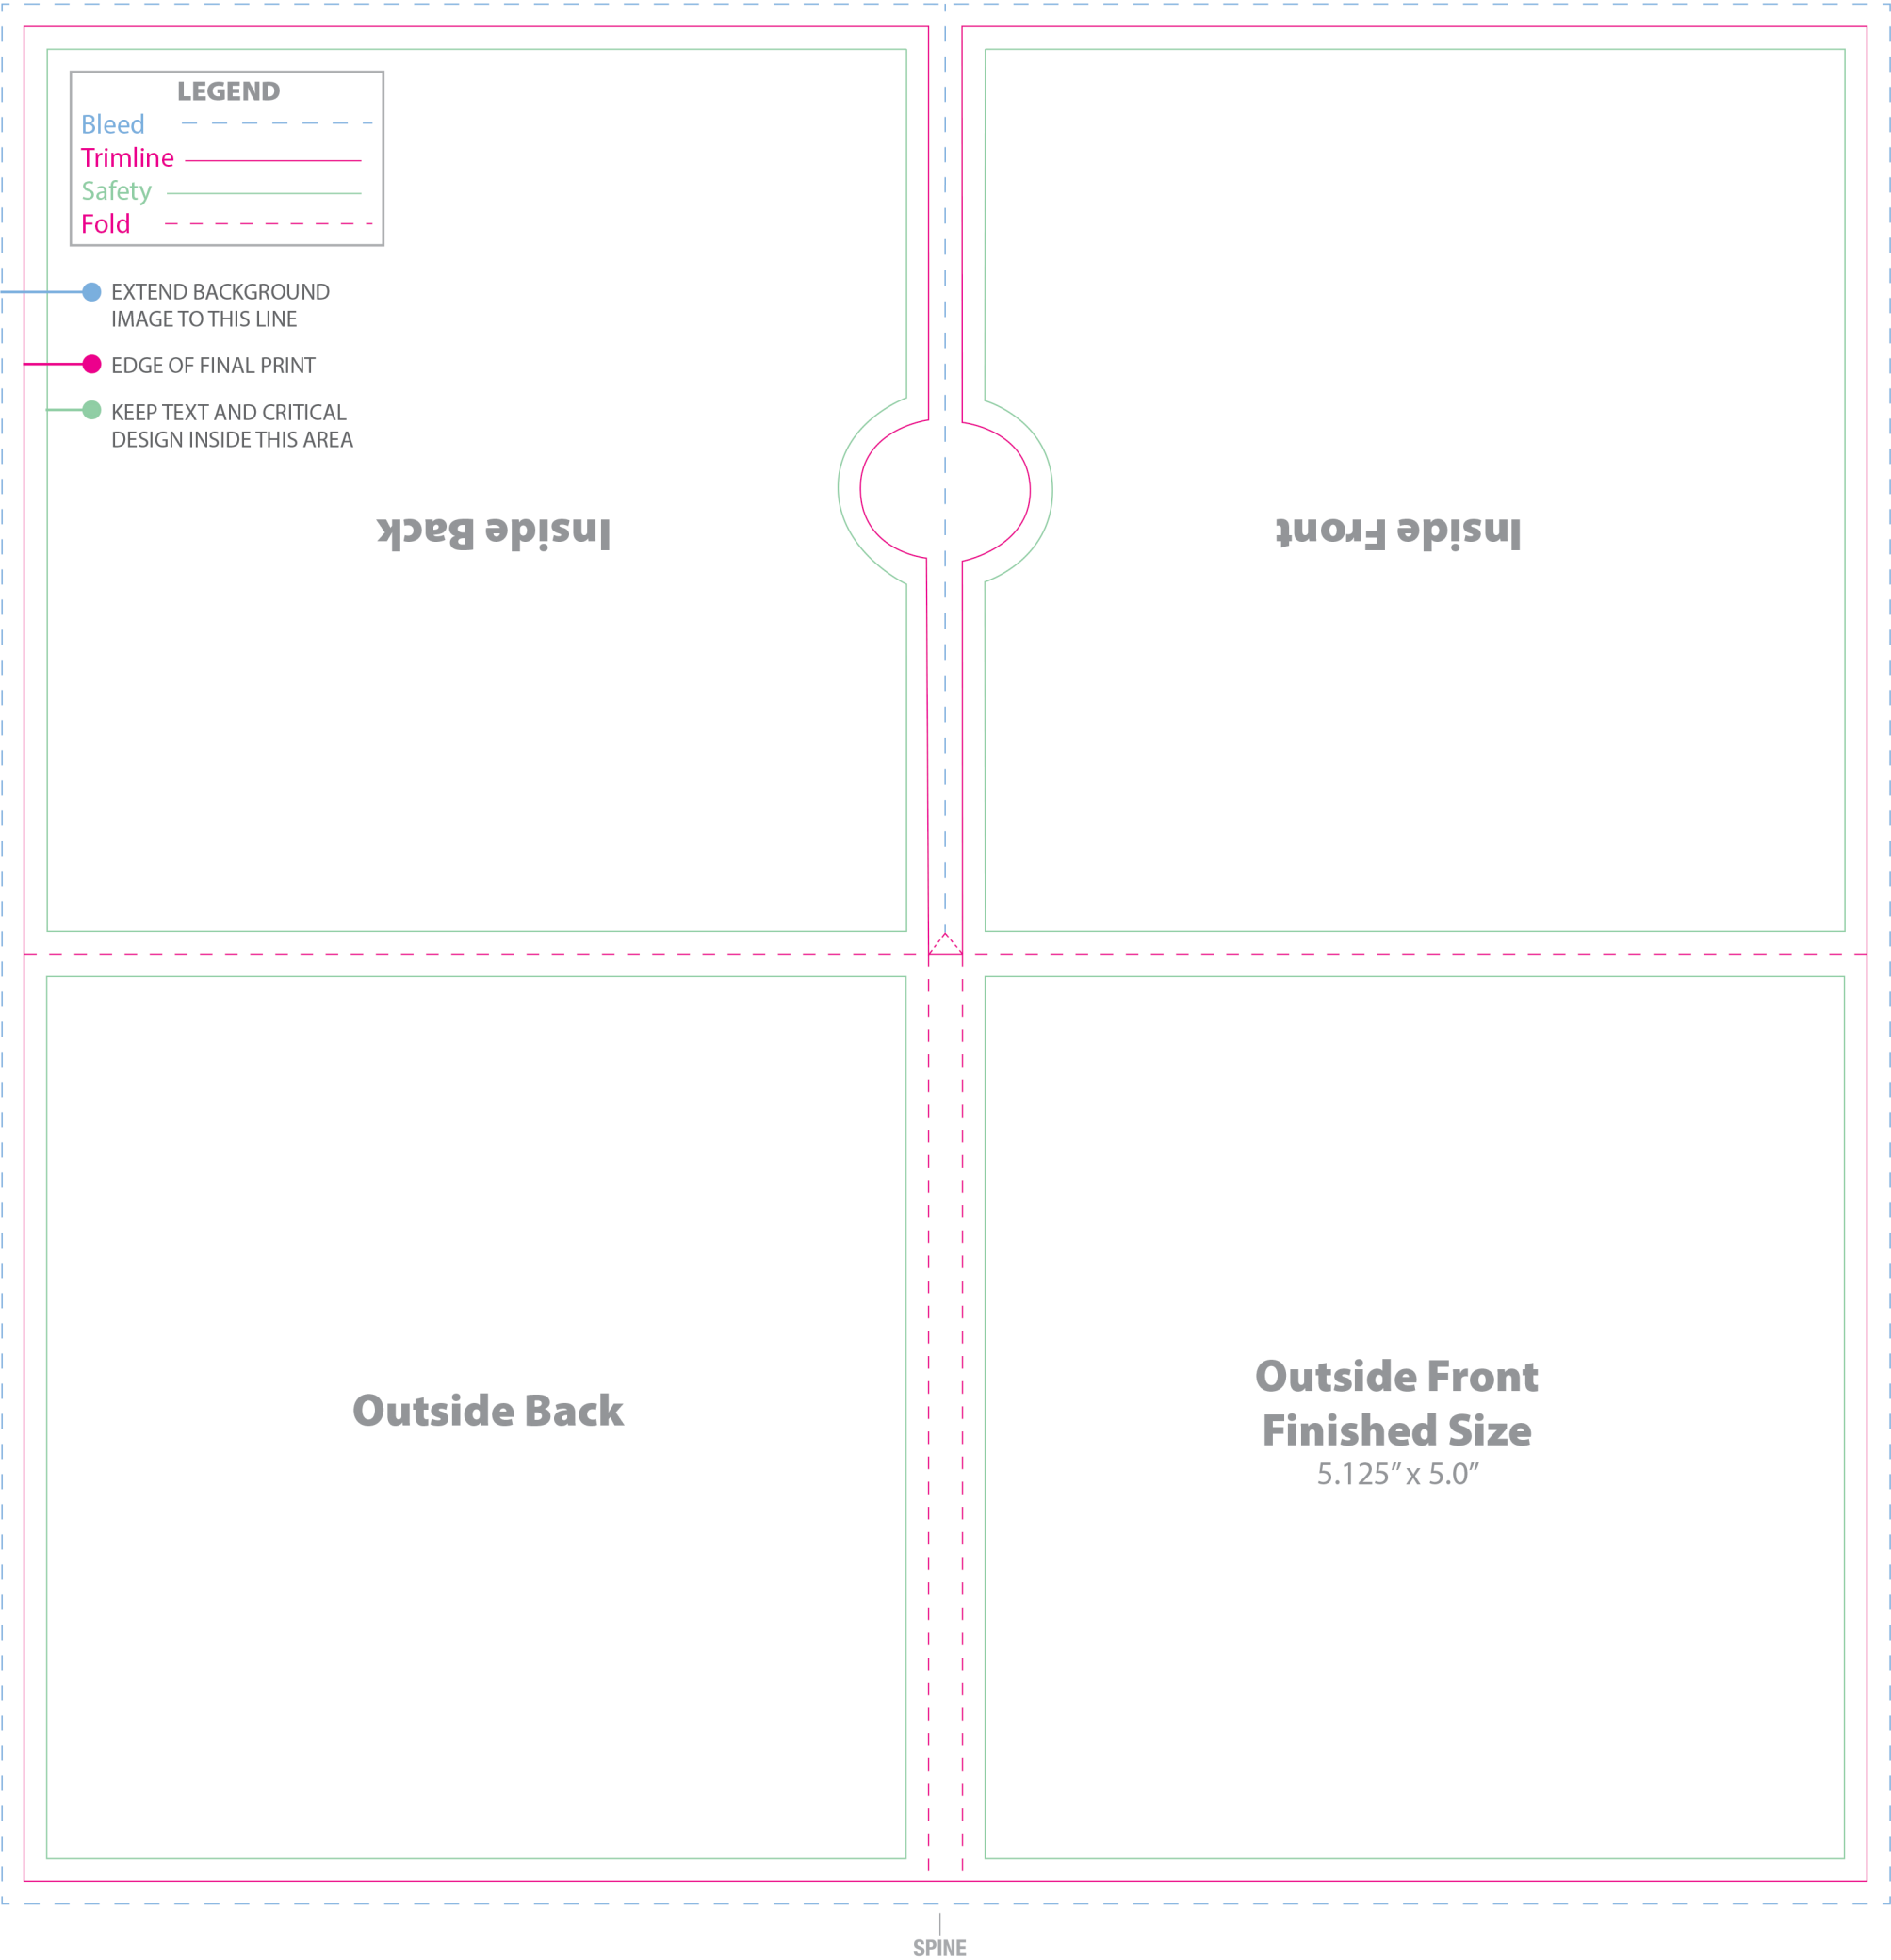 LEGEND
Bleed
Trimline
Safety
Fold
EXTEND BACKGROUND
IMAGE TO THIS LINE
EDGE OF FINAL PRINT
KEEP TEXT AND CRITICAL
DESIGN INSIDE THIS AREA
Inside Back
Inside Front
Outside Back
Outside Front
Finished Size
5.125” x 5.0”
SPINE